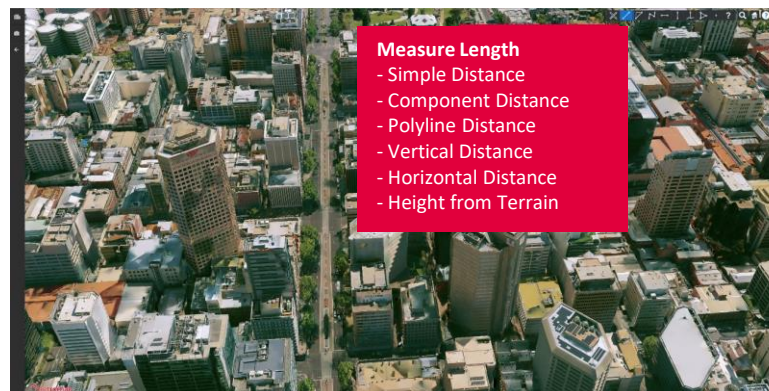 Measure Length
- Simple Distance
- Component Distance
- Polyline Distance
- Vertical Distance
- Horizontal Distance
- Height from Terrain